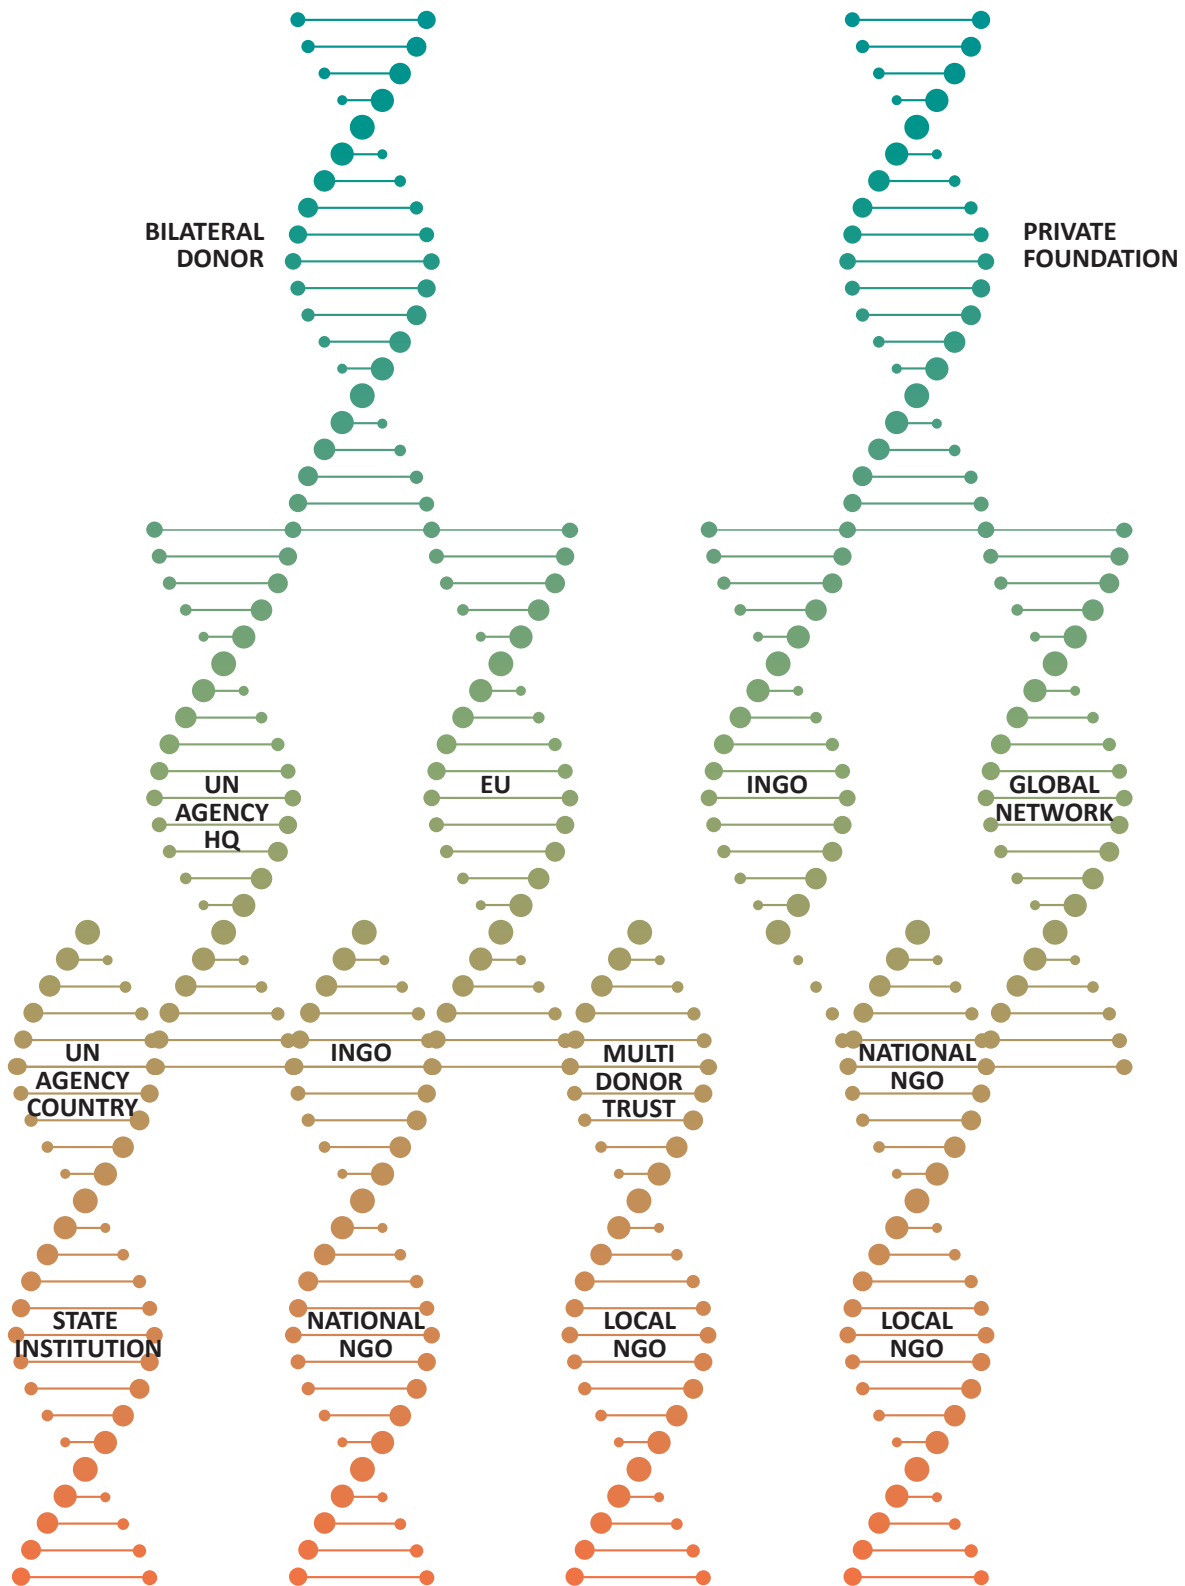 BILATERAL
DONOR
PRIVATE
FOUNDATION
UN
AGENCY
HQ
EU
INGO
GLOBAL
NETWORK
UN
AGENCY
COUNTRY
INGO
MULTI
DONOR
TRUST
NATIONAL
NGO
STATE
INSTITUTION
NATIONAL
NGO
LOCAL
NGO
LOCAL
NGO